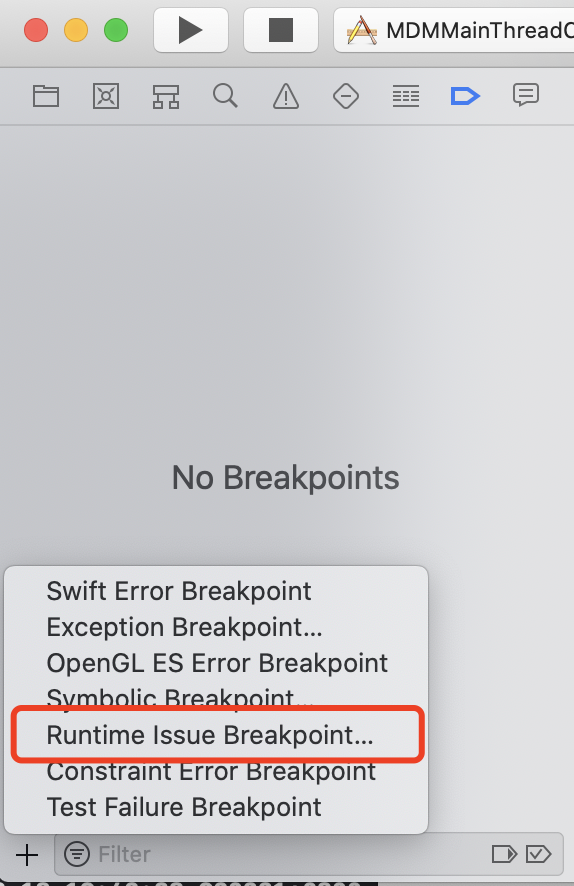 MDMMainThreadC
No Breakpoints
Swift Error Breakpoint
Exception Breakpoint...
OpenGL ES Error Breakpoint
Symbolic Breakpoint...
Runtime Issue Breakpoint...
Constraint Error Breakpoint
Test Failure Breakpoint
Filter